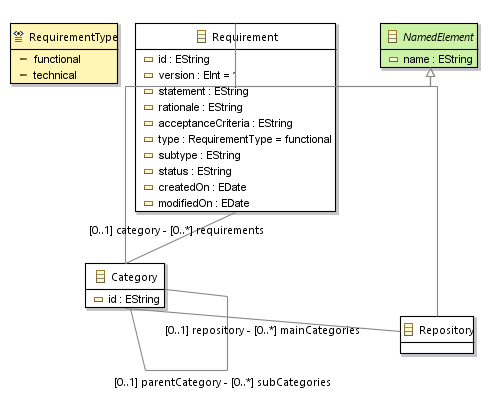 RequirementType
functional
technical
Requirement
id : EString
version : EInt = 1
statement : EString
rationale : EString
acceptanceCriteria : EString
type : RequirementType = functional
subtype : EString
status : EString
createdOn : EDate
modifiedOn : EDate
NamedElement
name : EString
[0..1] category - [0..*] requirements
Category
id : EString
[0..1] repository - [0..*] mainCategories
Repository
[0..1] parentCategory - [0..*] subCategories